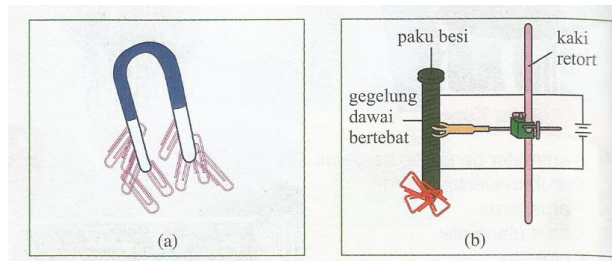 (a)
paku besi
kaki
retort
gegelung
dawai
bertebat
(b)